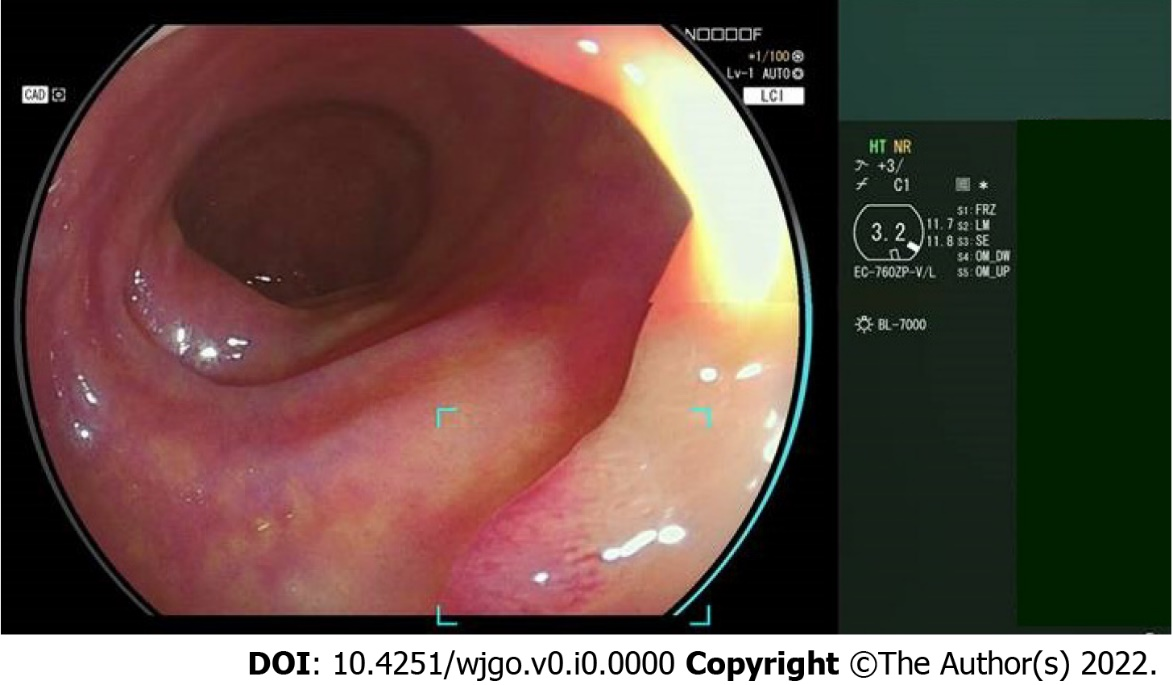 N□□□□F
*1/100
Lv-1 AUTO
LCI
CAD
HT NR
+3/
C1 *
3.2
11.7
11.8
S1:FRZ
S2:LM
S3:SE
S4:OM_DW
S5:OM_UP
EC-760ZP-V/L
BL-7000
DOI: 10.4251/wjgo.v0.i0.0000 Copyright ©The Author(s) 2022.